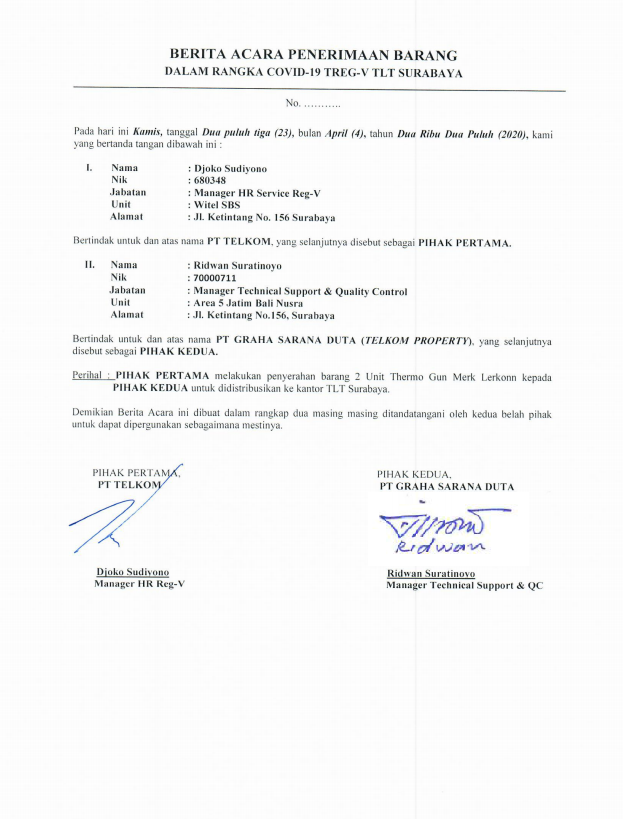 BERITA ACARA PENERIMAAN BARANG
DALAM RANGKA COVID-19 TREG-V TLT SURABAYA
No. ...........
Pada hari ini Kamis, tanggal Dua puluh tiga (23), bulan April (4), tahun Dua Ribu Dua Puluh (2020), kami
yang bertanda tangan dibawah ini :
I. Nama : Djoko Sudiyono
Nik : 680348
Jabatan : Manager HR Service Reg-V
Unit : Witel SBS
Alamat : Jl. Ketintang No. 156 Surabaya
Bertindak untuk dan atas nama PT TELKOM, yang selanjutnya disebut sebagai PIHAK PERTAMA.
II. Nama : Ridwan Suratinoyo
Nik : 70000711
Jabatan : Manager Technical Support & Quality Control
Unit : Area 5 Jatim Bali Nusra
Alamat : Jl. Ketintang No.156, Surabaya
Bertindak untuk dan atas nama PT GRAHA SARANA DUTA (TELKOM PROPERTY), yang selanjutnya
disebut sebagai PIHAK KEDUA.
Perihal : PIHAK PERTAMA melakukan penyerahan barang 2 Unit Thermo Gun Merk Lerkonn kepada
PIHAK KEDUA untuk didistribusikan ke kantor TLT Surabaya.
Demikian Berita Acara ini dibuat dalam rangkap dua masing masing ditandatangani oleh kedua belah pihak
untuk dapat dipergunakan sebagaimana mestinya.
PIHAK PERTAMA, PIHAK KEDUA,
PT TELKOM PT GRAHA SARANA DUTA
Ridwan
Djoko Sudiyono Ridwan Suratinoyo
Manager HR Reg-V Manager Technical Support & QC